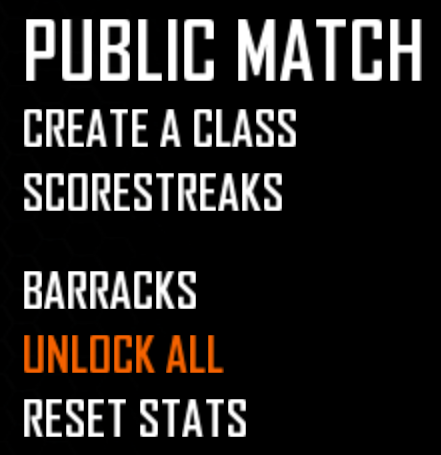 PUBLIC MATCH
CREATE A CLASS
SCORESTREAKS
BARRACKS
UNLOCK ALL
RESET STATS